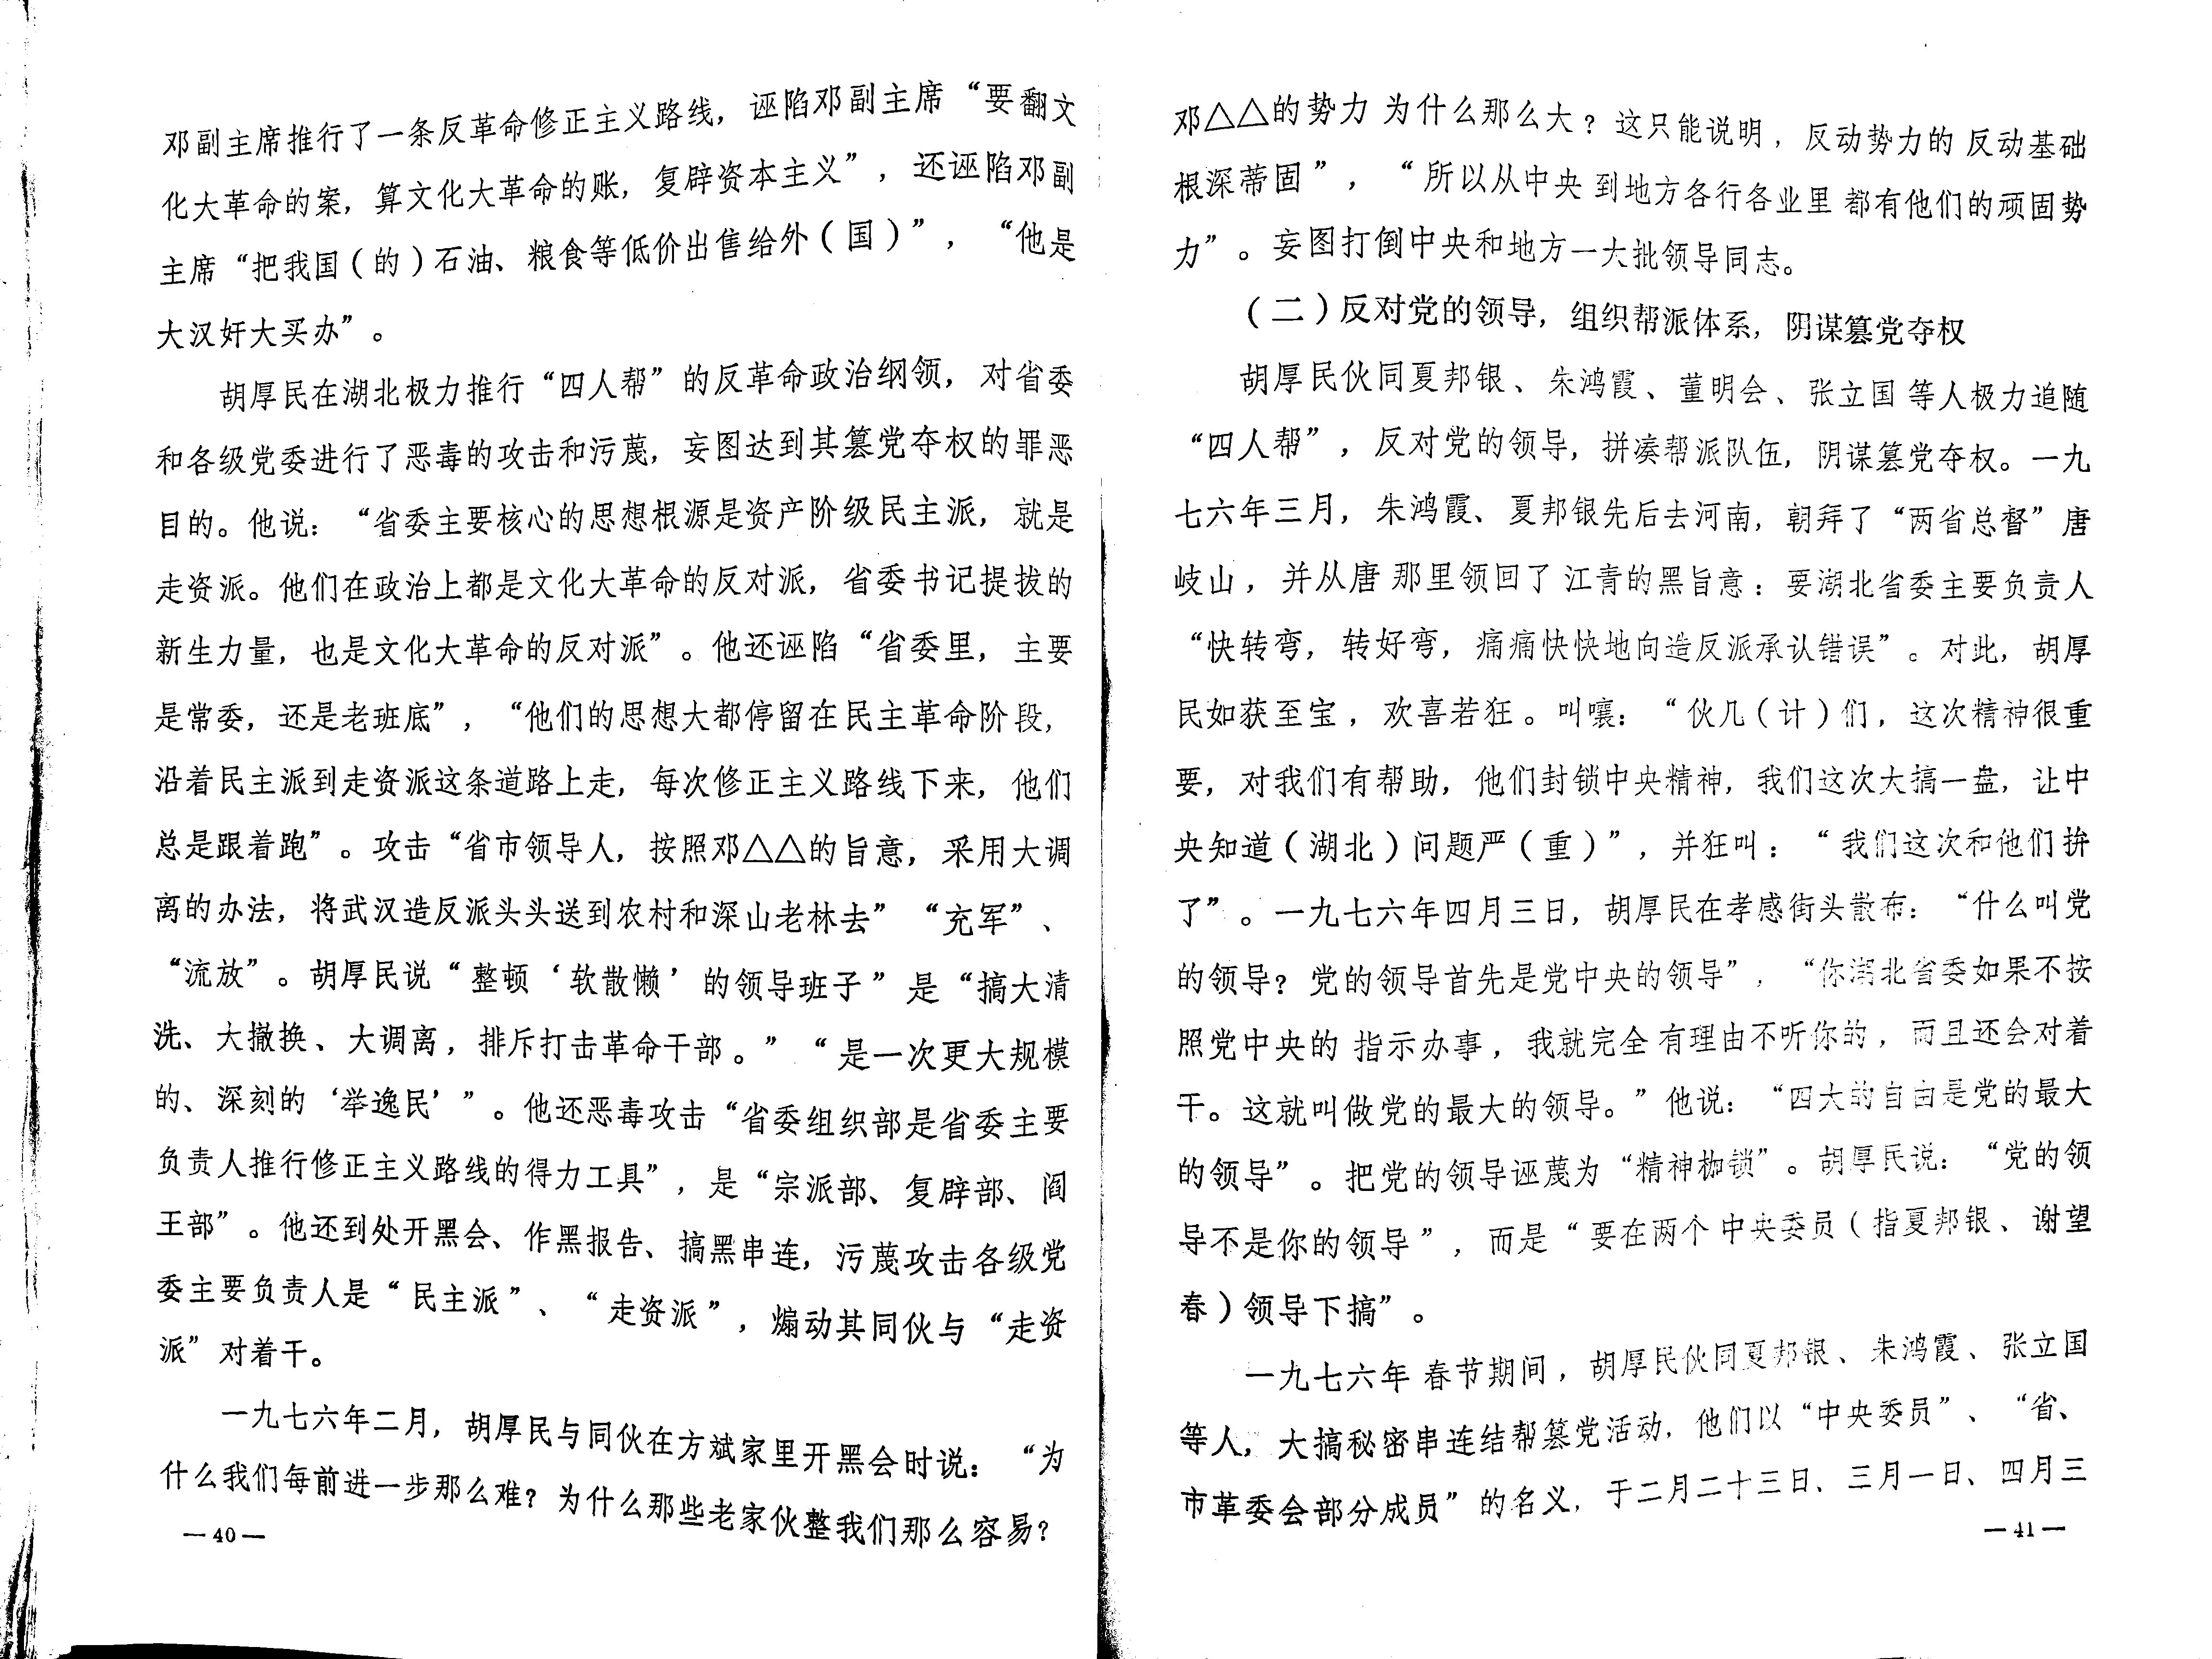 邓副主席推行了一条反革命修正主义路线，诬陷邓副主席“要翻文
化大革命的案，算文化大革命的账，复辟资本主义”，还诬陷邓副
主席“把我国（的）石油、粮食等低价出售给外（国）”，“他是
大汉奸大买办”。
胡厚民在湖北极力推行“四人帮”的反革命政治纲领，对省委
和各级党委进行了恶毒的攻击和污蔑，妄图达到其篡党夺权的罪恶
目的。他说：“省委主要核心的思想根源是资产阶级民主派，就是
走资派。他们在政治上都是文化大革命的反对派，省委书记提拔的
新生力量，也是文化大革命的反对派”。他还诬陷“省委里，主要
是常委，还是老班底”，“他们的思想大都停留在民主革命阶段，
沿着民主派到走资派这条道路上走，每次修正主义路线下来，他们
总是跟着跑”。攻击“省市领导人，按照邓△△的旨意，采用大调
离的办法，将武汉造反派头头送到农村和深山老林去”“充军”、
“流放”。胡厚民说“整顿‘软散懒’的领导班子”是“搞大清
洗、大撤换、大调离，排斥打击革命干部。”“是一次更大规模
的、深刻的‘举逸民’”。他还恶毒攻击“省委组织部是省委主要
负责人推行修正主义路线的得力工具”，是“宗派部、复辟部、阎
王部”。他还到处开黑会、作黑报告、搞黑串连，污蔑攻击各级党
委主要负责人是“民主派”、“走资派”，煽动其同伙与“走资
派”对着干。
一九七六年二月，胡厚民与同伙在方斌家里开黑会时说：“为
什么我们每前进一步那么难？为什么那些老家伙整我们那么容易？
—40—
邓△△的势力为什么那么大？这只能说明，反动势力的反动基础
根深蒂固”，“所以从中央到地方各行各业里都有他们的顽固势
力”。妄图打倒中央和地方一大批领导同志。
（二）反对党的领导，组织帮派体系，阴谋篡党夺权
胡厚民伙同夏邦银、朱鸿霞、董明会、张立国等人极力追随
“四人帮”，反对党的领导，拼凑帮派队伍，阴谋篡党夺权。一九
七六年三月，朱鸿霞、夏邦银先后去河南，朝拜了“两省总督”唐
岐山，并从唐那里领回了江青的黑旨意：要湖北省委主要负责人
“快转弯，转好弯，痛痛快快地向造反派承认错误”。对此，胡厚
民如获至宝，欢喜若狂。叫嚷：“伙几（计）们，这次精神很重
要，对我们有帮助，他们封锁中央精神，我们这次大搞一盘，让中
央知道（湖北）问题严（重）”，并狂叫：“我们这次和他们拚
了”。一九七六年四月三日，胡厚民在孝感街头散布：“什么叫党
的领导？党的领导首先是党中央的领导”，“你湖北省委如果不按
照党中央的指示办事，我就完全有理由不听你的，而且还会对着
干。这就叫做党的最大的领导。”他说：“四大的自由是党的最大
的领导”。把党的领导诬蔑为“精神枷锁”。胡厚民说：“党的领
导不是你的领导”，而是“要在两个中央委员（指夏邦银、谢望
春）领导下搞”。
一九七六年春节期间，胡厚民伙同夏邦银、朱鸿霞、张立国
等人，大搞秘密串连结帮篡党活动，他们以“中央委员”、“省、
市革委会部分成员”的名义，于二月二十三日、三月一日、四月三
—41—